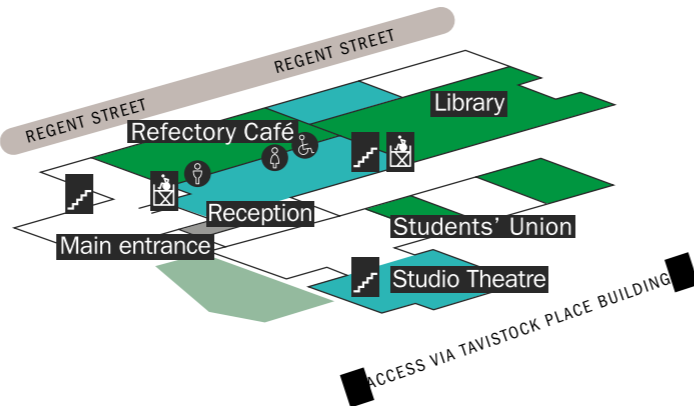 REGENT STREET
REGENT STREET
Library
Refectory Café
Reception
Students’ Union
Main entrance
Studio Theatre
ACCESS VIA TAVISTOCK PLACE BUILDING